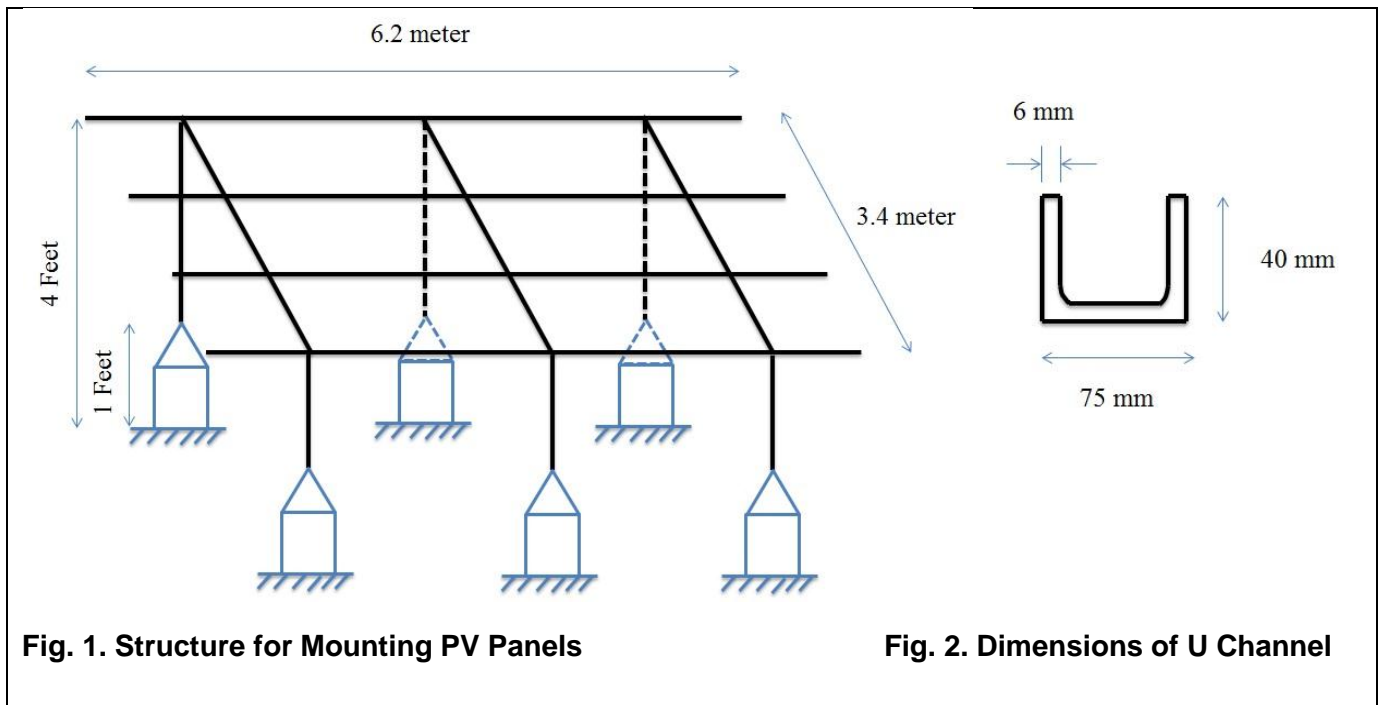 6.2 meter
6 mm
3.4 meter
4 Feet
40 mm
1 Feet
75 mm
Fig. 1. Structure for Mounting PV Panels
Fig. 2. Dimensions of U Channel